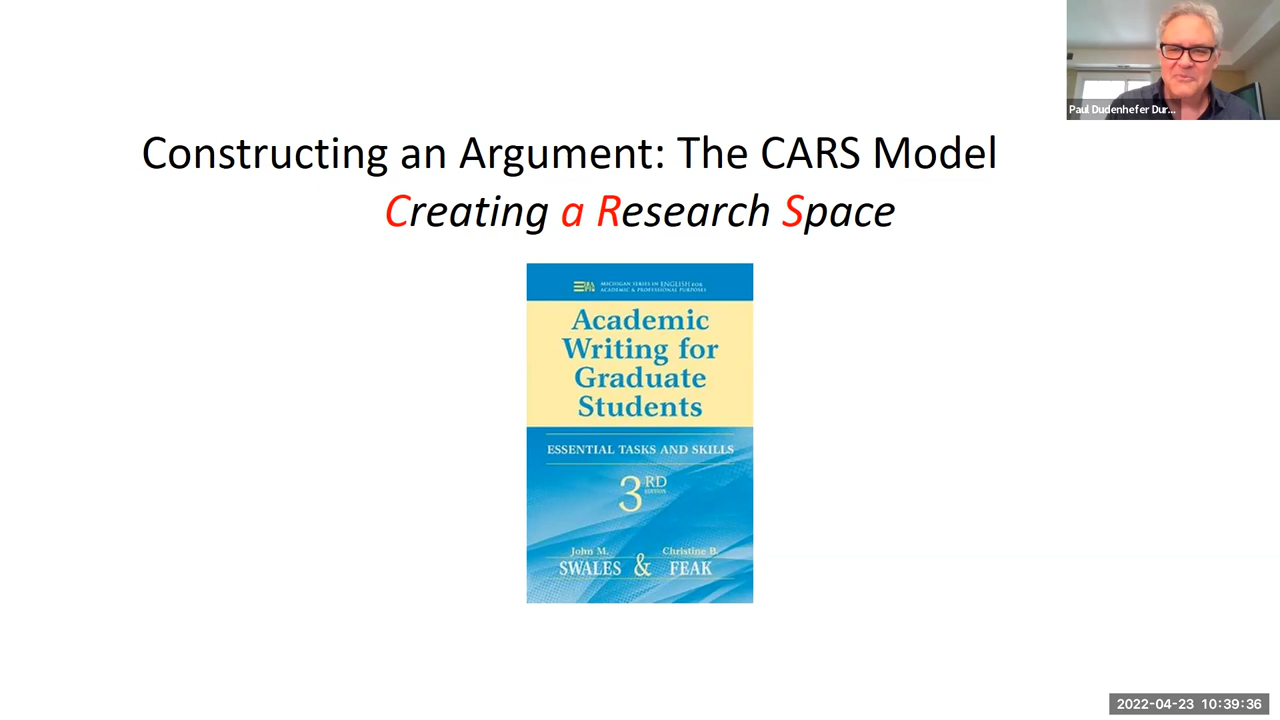 Paul Dudenhefer Dur...
Constructing an Argument: The CARS Model
Creating a Research Space
MICHIGAN SERIES IN ENGLISH FOR
ACADEMIC & PROFESSIONAL PURPOSES
Academic
Writing for
Graduate
Students
ESSENTIAL TASKS AND SKILLS
3RD
EDITION
John M. Christine B.
SWALES & FEAK
2022-04-23 10:39:36